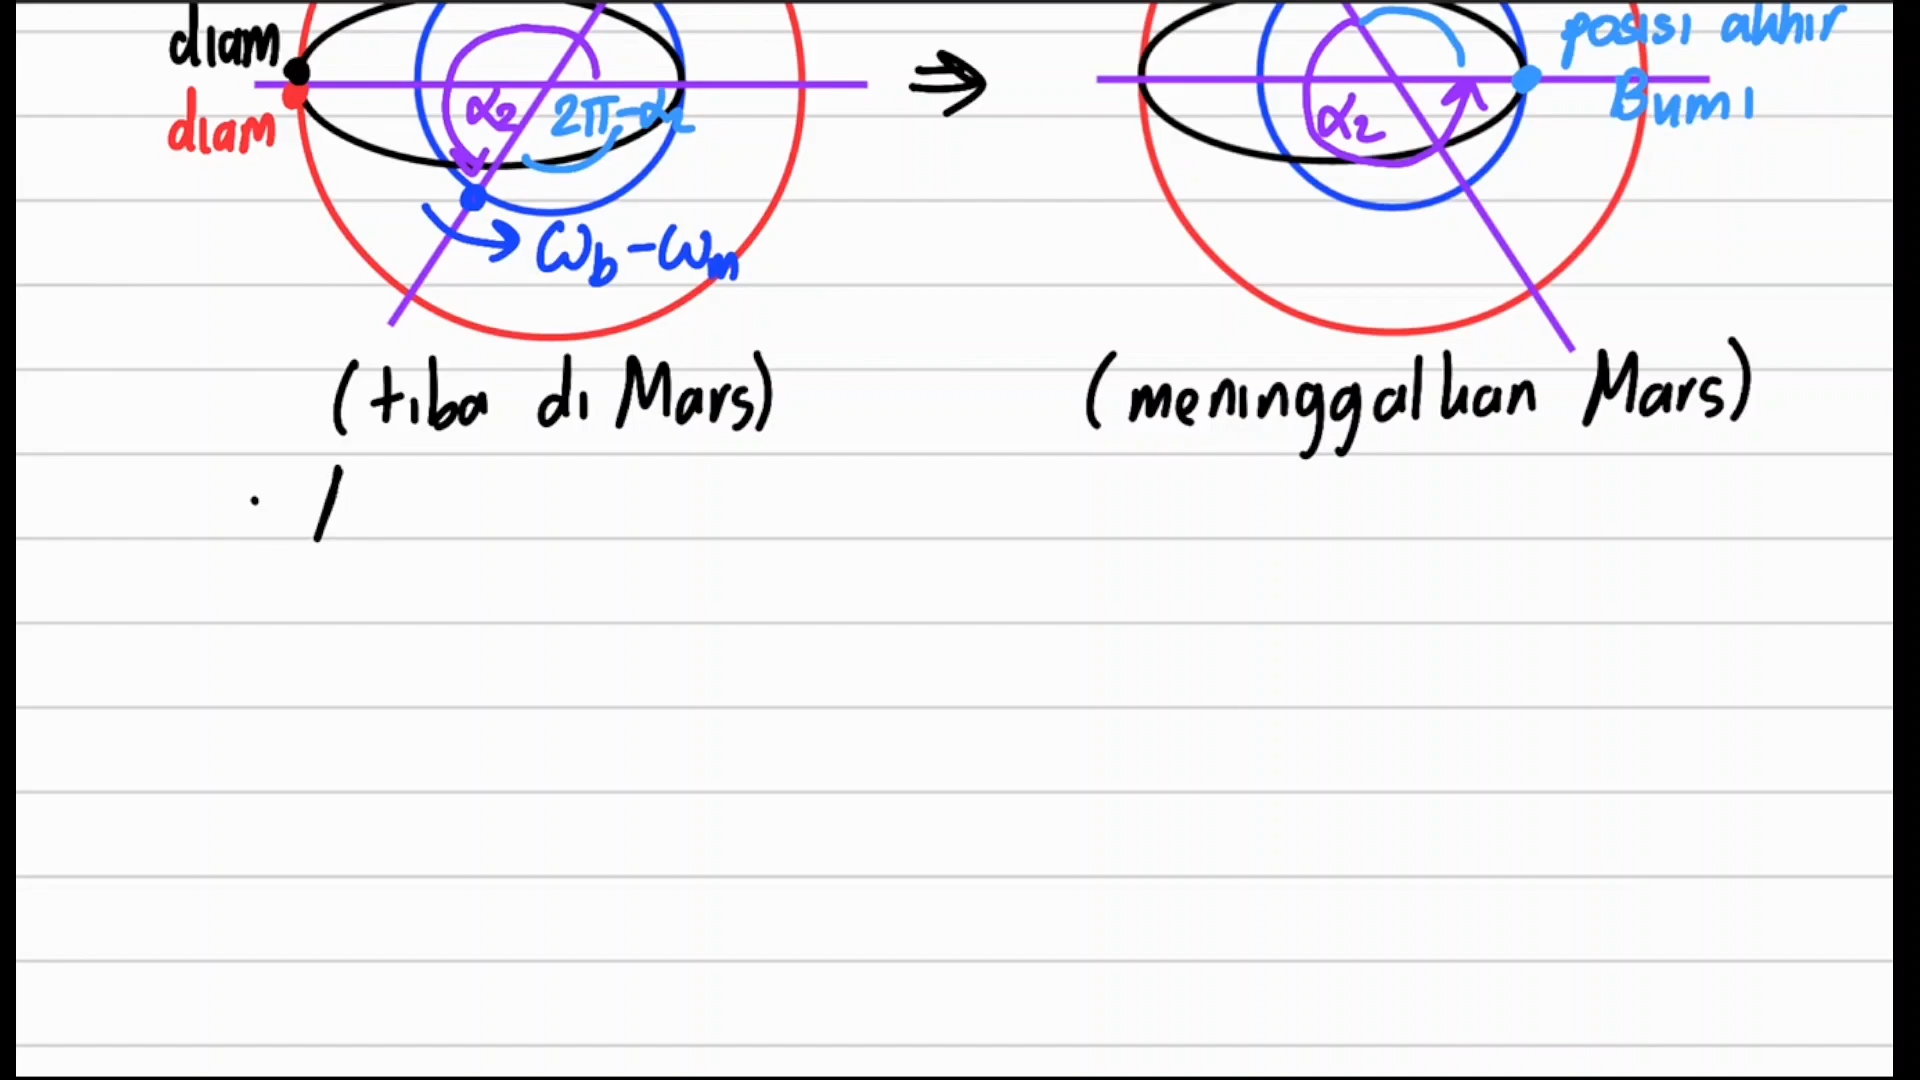 diam
diam
α₂
2π-α₂
ω_b - ω_m
(tiba di Mars)
⇒
α₂
posisi akhir
Bumi
(meninggalkan Mars)